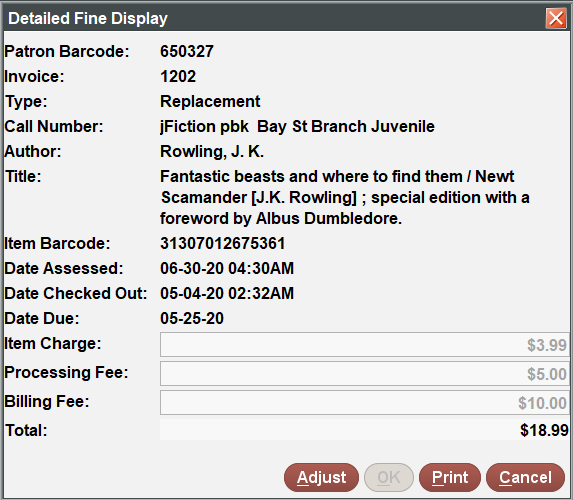 Detailed Fine Display
Patron Barcode: 650327
Invoice: 1202
Type: Replacement
Call Number: jFiction pbk  Bay St Branch Juvenile
Author: Rowling, J. K.
Title: Fantastic beasts and where to find them / Newt
Scamander [J.K. Rowling] ; special edition with a
foreword by Albus Dumbledore.
Item Barcode: 31307012675361
Date Assessed: 06-30-20 04:30AM
Date Checked Out: 05-04-20 02:32AM
Date Due: 05-25-20
Item Charge: $3.99
Processing Fee: $5.00
Billing Fee: $10.00
Total: $18.99
Adjust OK Print Cancel